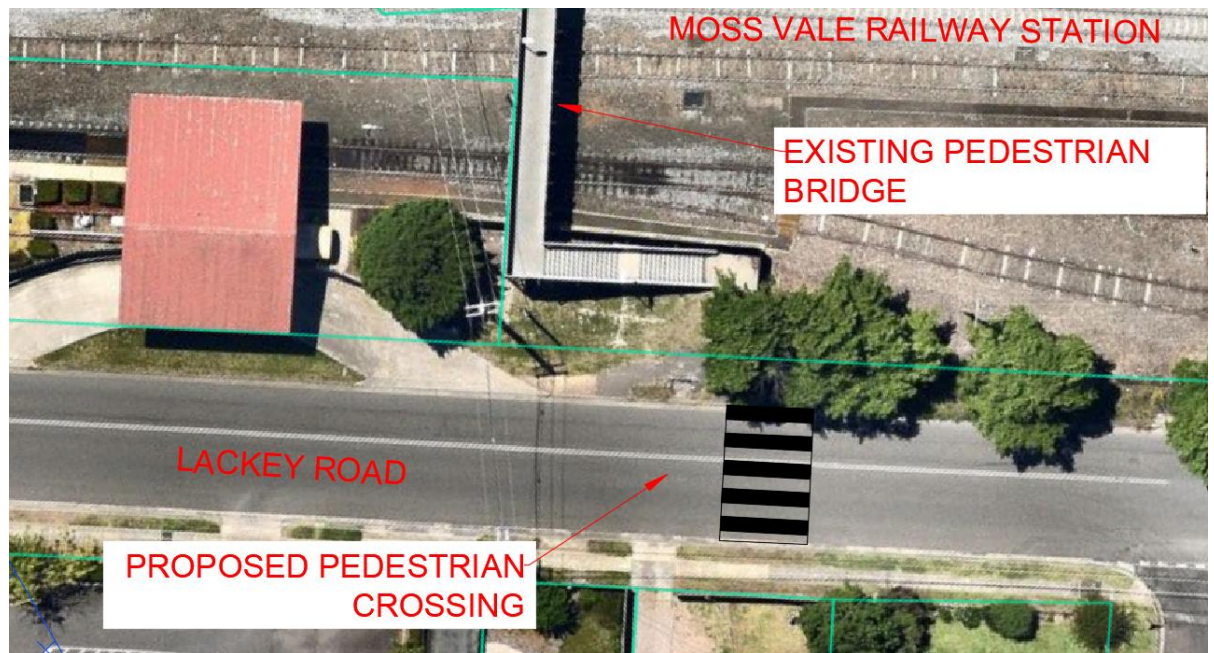 MOSS VALE RAILWAY STATION
EXISTING PEDESTRIAN
BRIDGE
LACKEY ROAD
PROPOSED PEDESTRIAN
CROSSING